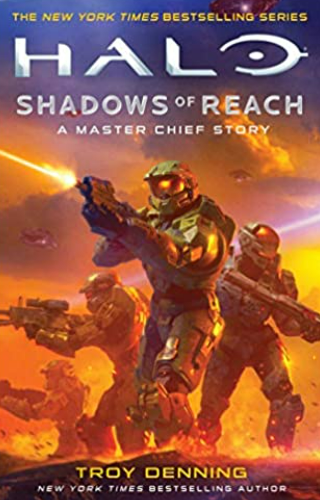 THE NEW YORK TIMES BESTSELLING SERIES
HALO
SHADOWS OF REACH
A MASTER CHIEF STORY
TROY DENNING
NEW YORK TIMES BESTSELLING AUTHOR